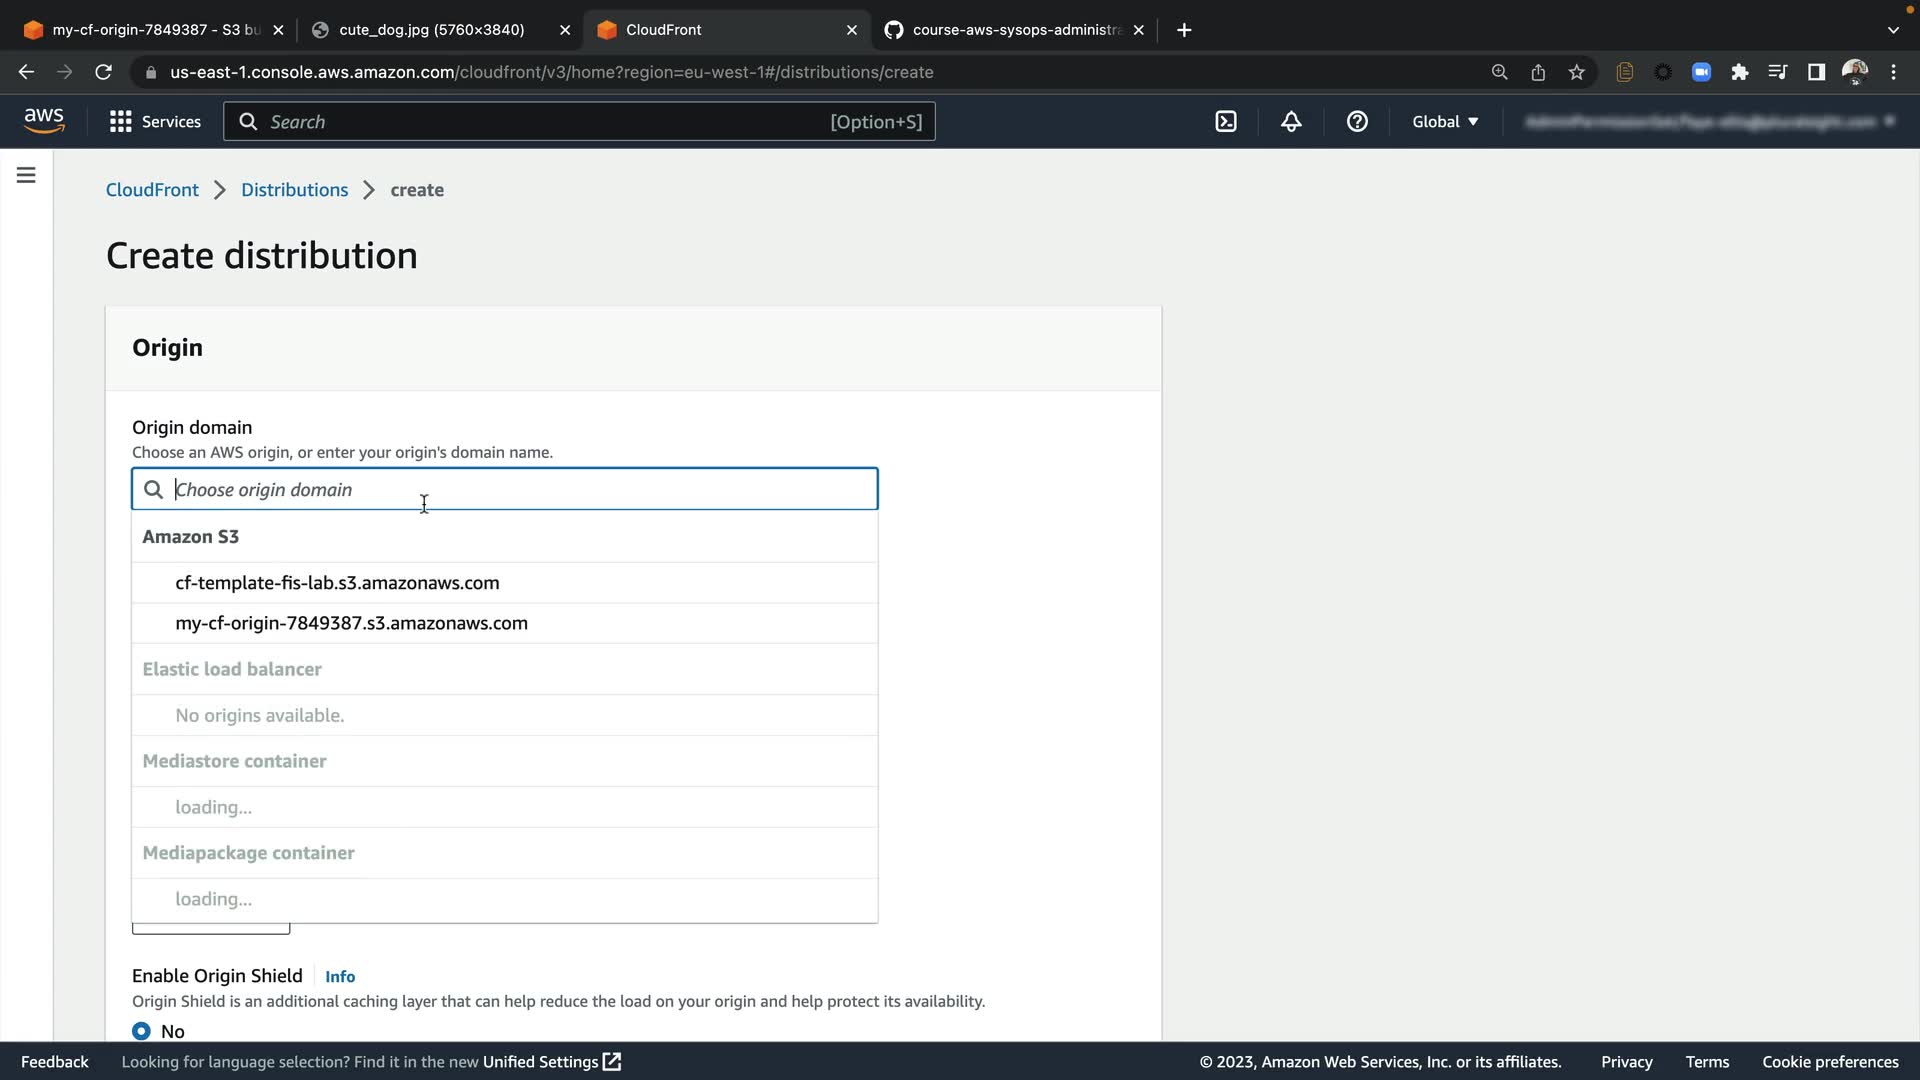 my-cf-origin-7849387 - S3 bu
cute_dog.jpg (5760×3840)
CloudFront
course-aws-sysops-administra
us-east-1.console.aws.amazon.com/cloudfront/v3/home?region=eu-west-1#/distributions/create
aws
Services
Search
[Option+S]
Global
CloudFront
Distributions
create
Create distribution
Origin
Origin domain
Choose an AWS origin, or enter your origin's domain name.
Choose origin domain
Amazon S3
cf-template-fis-lab.s3.amazonaws.com
my-cf-origin-7849387.s3.amazonaws.com
Elastic load balancer
No origins available.
Mediastore container
loading...
Mediapackage container
loading...
Enable Origin Shield
Info
Origin Shield is an additional caching layer that can help reduce the load on your origin and help protect its availability.
No
Feedback
Looking for language selection? Find it in the new Unified Settings
© 2023, Amazon Web Services, Inc. or its affiliates.
Privacy
Terms
Cookie preferences